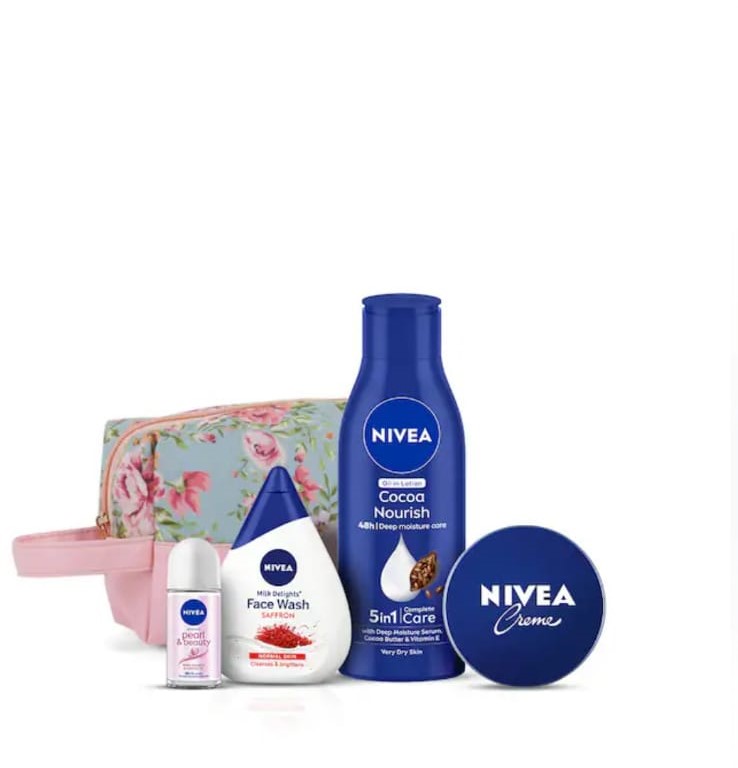 NIVEA
pearl
& beauty
NIVEA
Milk Delights®
Face Wash
SAFFRON
NORMAL SKIN
Cleanses & brightens
NIVEA
Oil in Lotion
Cocoa
Nourish
48h | Deep moisture care
5in1 | Complete Care
with Deep Moisture Serum,
Cocoa Butter & Vitamin E
Very Dry Skin
NIVEA
Creme